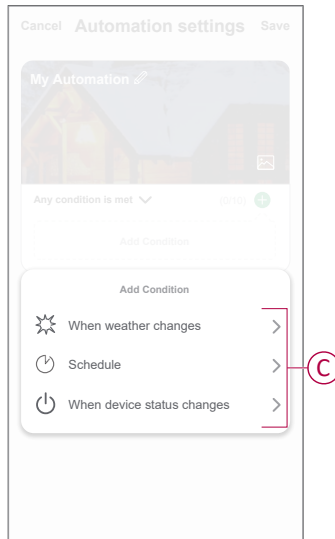 Cancel Automation settings Save
My Automation
Any condition is met
Add Condition
Add Condition
When weather changes
Schedule
When device status changes
C